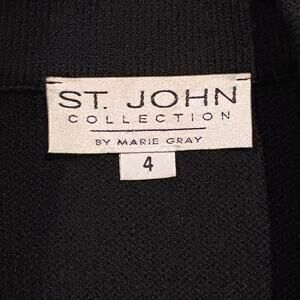 ST. JOHN
COLLECTION
BY MARIE GRAY
4